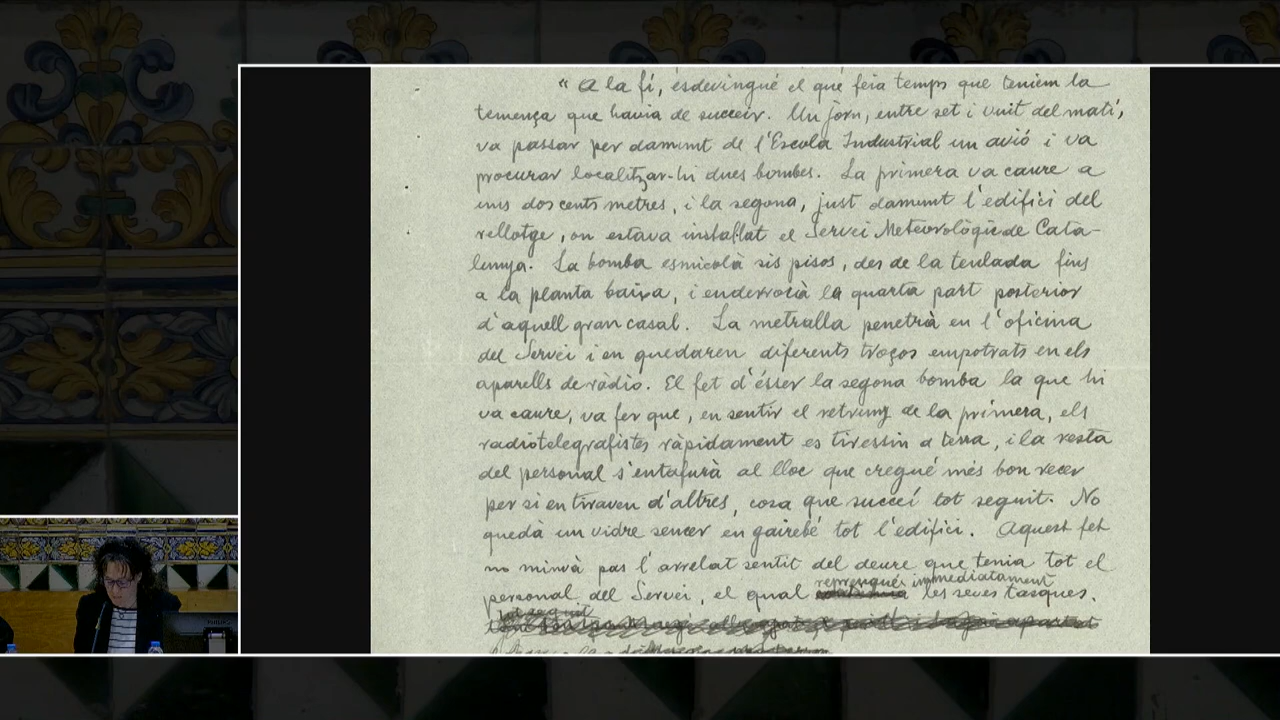 “ A la fí, esdevingué el que feia temps que teniem la
temença que havia de succeir. Un jorn, entre set i vuit del matí,
va passar per damunt de l'Escola Industrial un avió i va
procurar localitzar-hi dues bombes. La primera va caure a
uns doscents metres, i la segona, just damunt l'edifici del
rellotge, on estava instal·lat el Servei Meteorològic de Cata-
lunya. La bomba esmicolà sis pisos, des de la teulada fins
a la planta baixa, i enderrocà la quarta part posterior
d'aquell gran casal. La metralla penetrà en l'oficina
del Servei i en quedaren diferents troços empotrats en els
aparells de ràdio. El fet d'ésser la segona bomba la que hi
va caure, va fer que, en sentir el retruny de la primera, els
radiotelegrafistes ràpidament es tiressin a terra, i la resta
del personal s'entafurà al lloc que cregué més bon recer
per si en tiraven d'altres, cosa que succeí tot seguit. No
quedà un vidre sencer en gairebé tot l'edifici. Aquest fet
no minvà pas l'arrelat sentit del deure que tenia tot el
personal del Servei, el qual reprengué immediatament les seves tasques.
tot seguit
PHILIPS